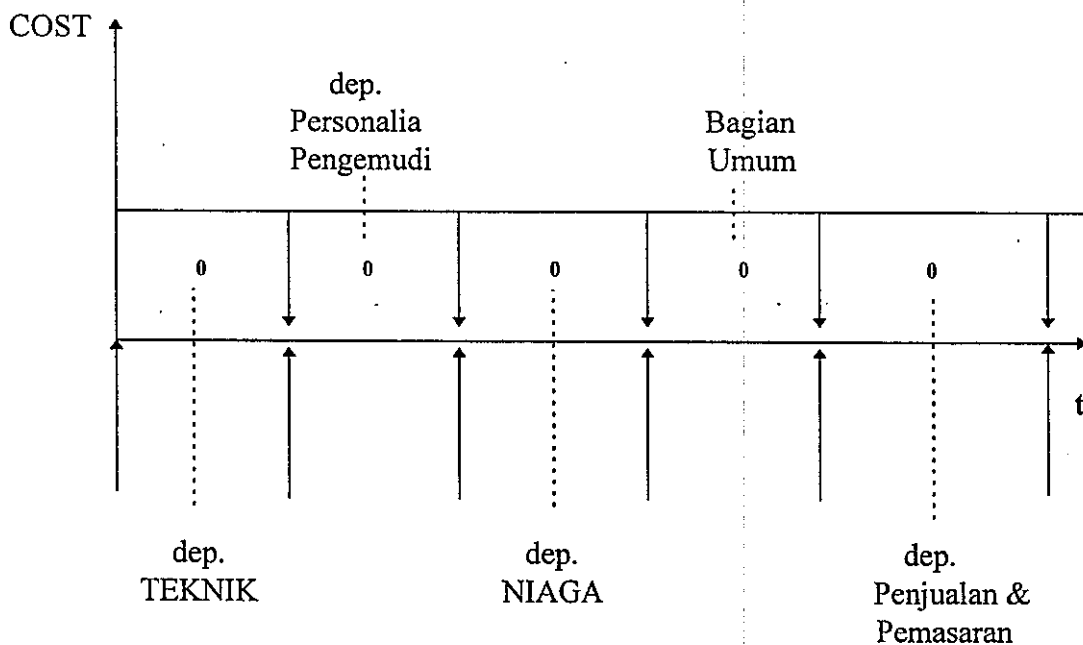 COST
dep.
Personalia
Pengemudi
Bagian
Umum
0 0 0 0 0
t
dep.
TEKNIK
dep.
NIAGA
dep.
Penjualan &
Pemasaran